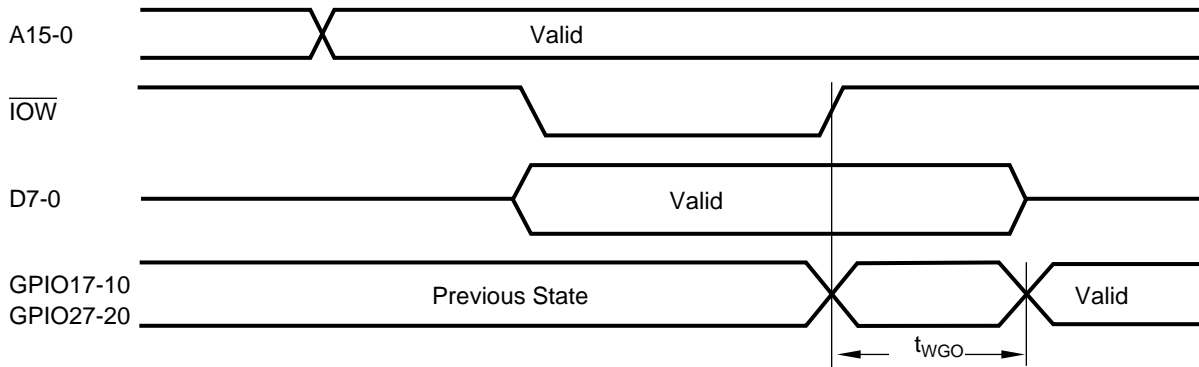 A15-0
Valid
IOW
D7-0
Valid
GPIO17-10
GPIO27-20
Previous State
Valid
tWGO